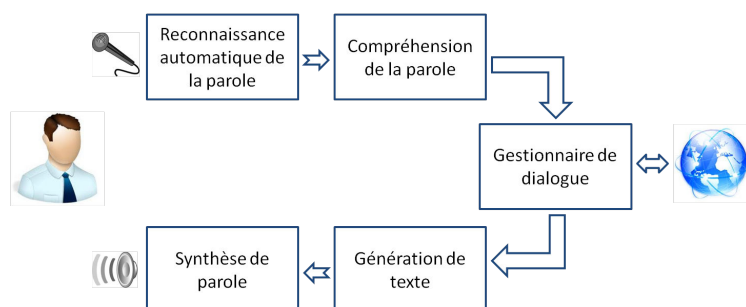 Reconnaissance
automatique de
la parole
Compréhension
de la parole
Gestionnaire de
dialogue
Synthèse de
parole
Génération de
texte